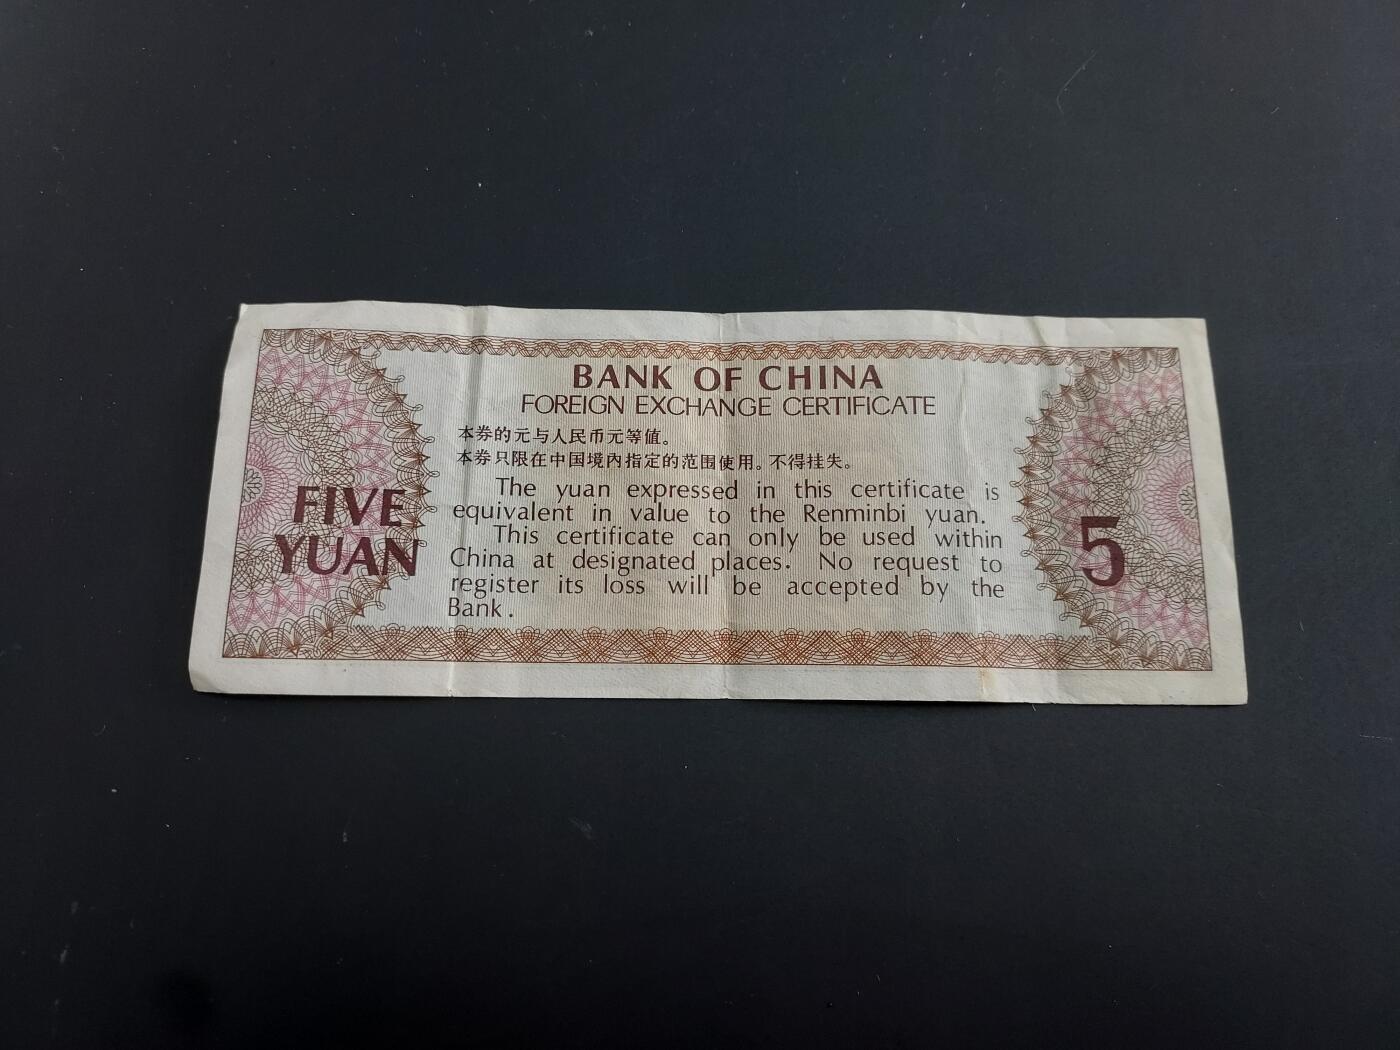 BANK OF CHINA
FOREIGN EXCHANGE CERTIFICATE
本券的元与人民币元等值。
本券只限在中国境内指定的范围使用。不得挂失。
The yuan expressed in this certificate is
equivalent in value to the Renminbi yuan.
This certificate can only be used within
China at designated places. No request to
register its loss will be accepted by the
Bank.
FIVE
YUAN
5